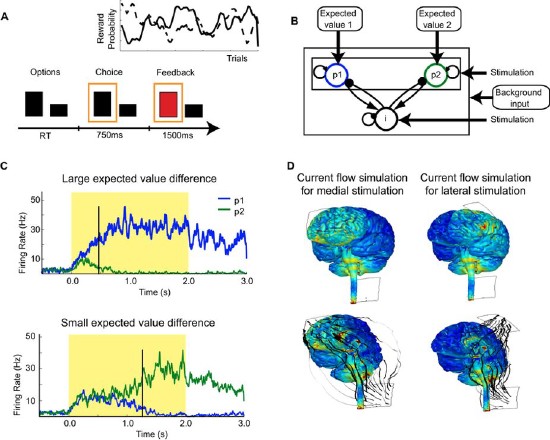 A
Reward
Probability
Trials
Options
Choice
Feedback
RT
750ms
1500ms
B
Expected
value 1
Expected
value 2
p1
p2
i
Stimulation
Background
input
Stimulation
C
Large expected value difference
Firing Rate (Hz)
50
30
10
p1
p2
0.0
1.0
2.0
3.0
Time (s)
Small expected value difference
Firing Rate (Hz)
50
30
10
0.0
1.0
2.0
3.0
Time (s)
D
Current flow simulation
for medial stimulation
Current flow simulation
for lateral stimulation